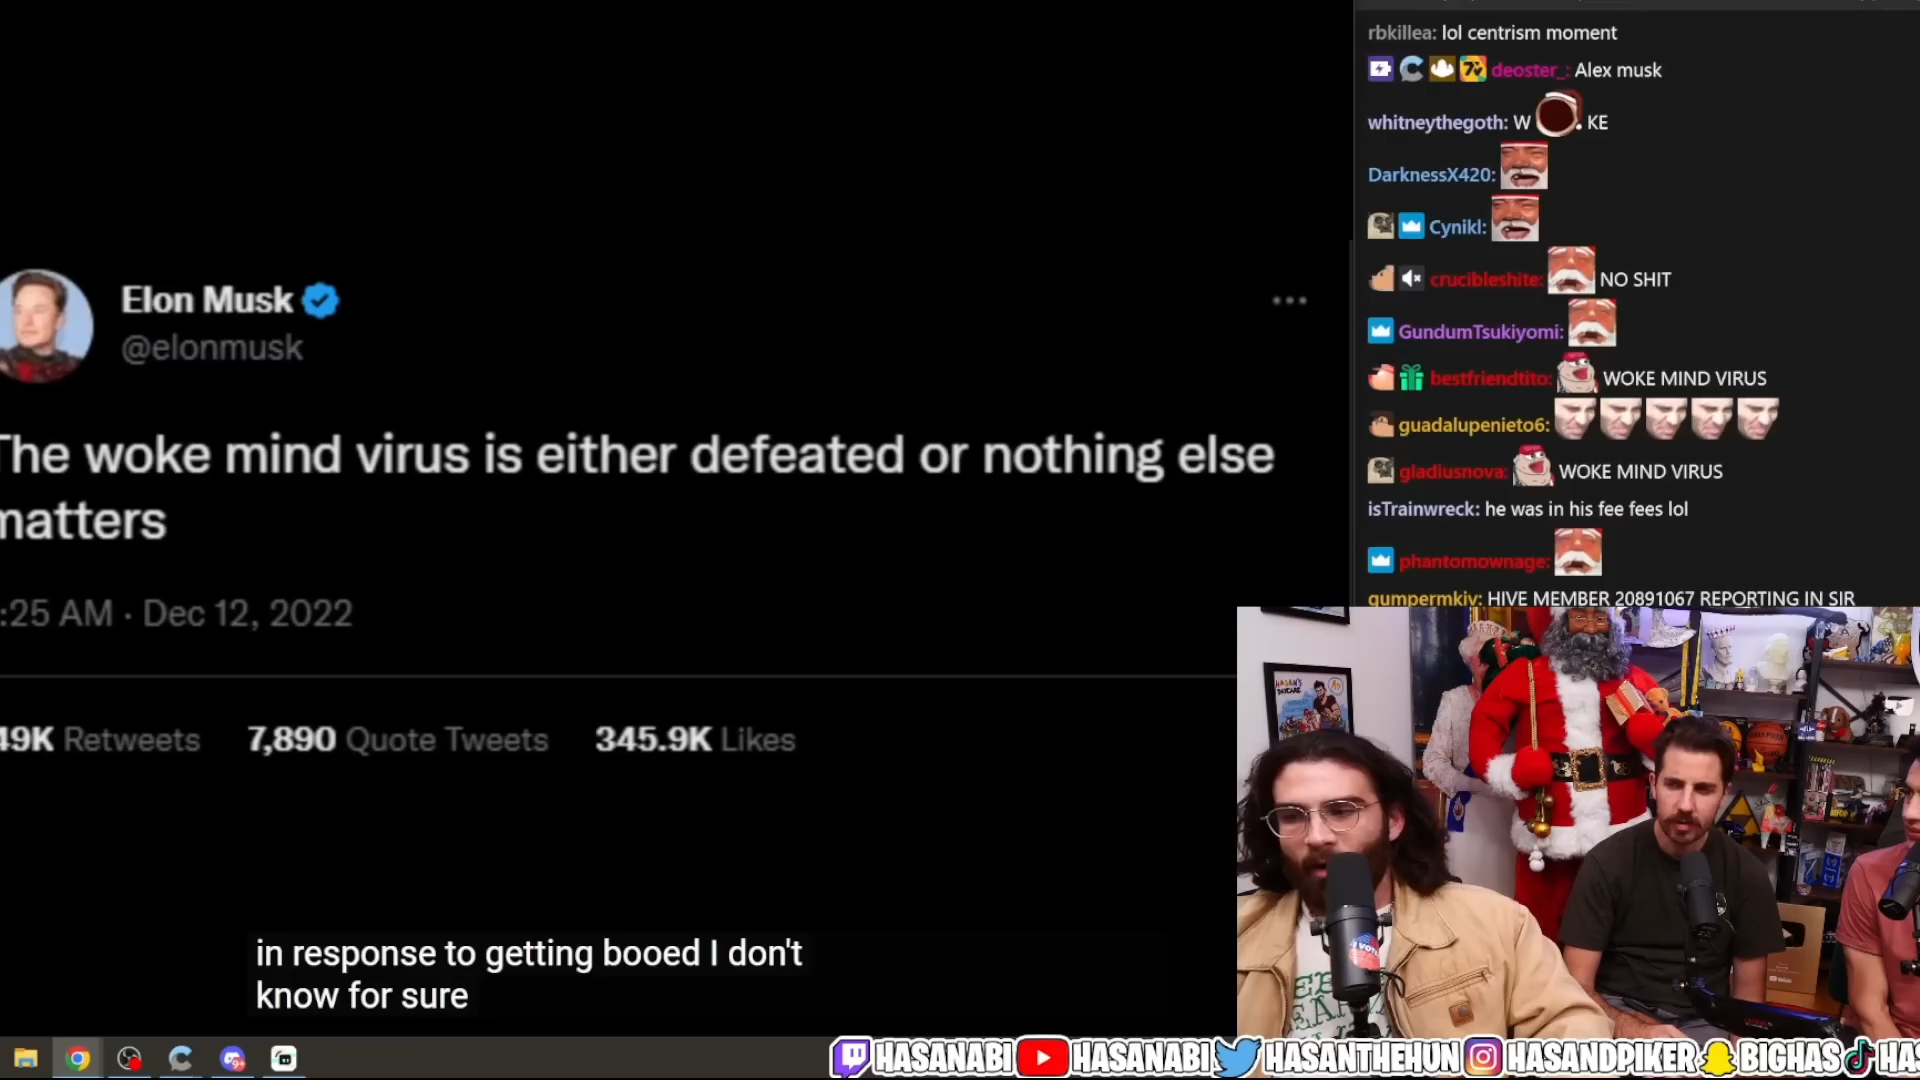 Elon Musk
@elonmusk
The woke mind virus is either defeated or nothing else
matters
:25 AM · Dec 12, 2022
49K Retweets 7,890 Quote Tweets 345.9K Likes
in response to getting booed I don't
know for sure
rbkillea: lol centrism moment
deoster_: Alex musk
whitneythegoth: W . KE
DarknessX420:
Cynikl:
crucibleshite: NO SHIT
GundumTsukiyomi:
bestfriendtito: WOKE MIND VIRUS
guadalupenieto6:
gladiusnova: WOKE MIND VIRUS
isTrainwreck: he was in his fee fees lol
phantomownage:
gumpermkiv: HIVE MEMBER 20891067 REPORTING IN SIR
HASAN'S
I VOTE
HASANABI HASANABI HASANTHEHUN HASANDPIKER BIGHAS HAS